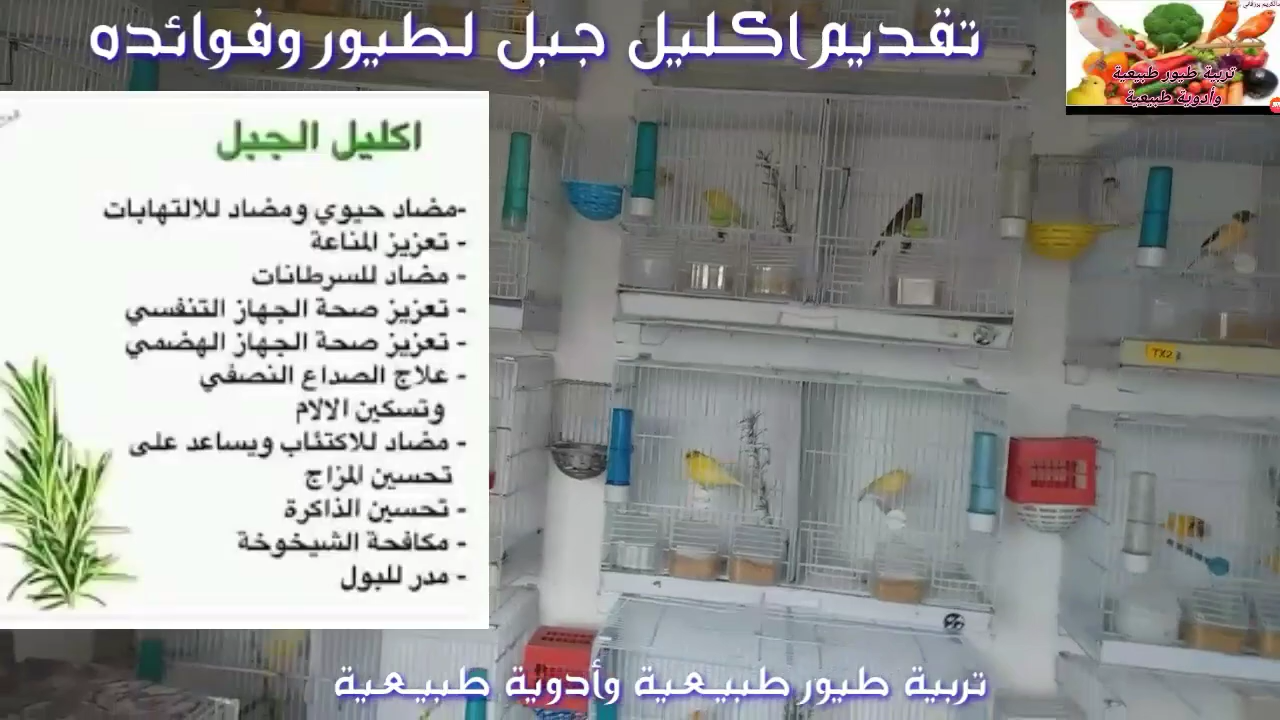 تقديم اكليل جبل لطيور وفوائده
تربية طيور طبيعية
وأدوية طبيعية
اكليل الجبل
-مضاد حيوي ومضاد للالتهابات
- تعزيز المناعة
- مضاد للسرطانات
- تعزيز صحة الجهاز التنفسي
- تعزيز صحة الجهاز الهضمي
- علاج الصداع النصفي
وتسكين الالام
- مضاد للاكتئاب ويساعد على
تحسين المزاج
- تحسين الذاكرة
- مكافحة الشيخوخة
- مدر للبول
TX2
تربية طيور طبيعية وأدوية طبيعية